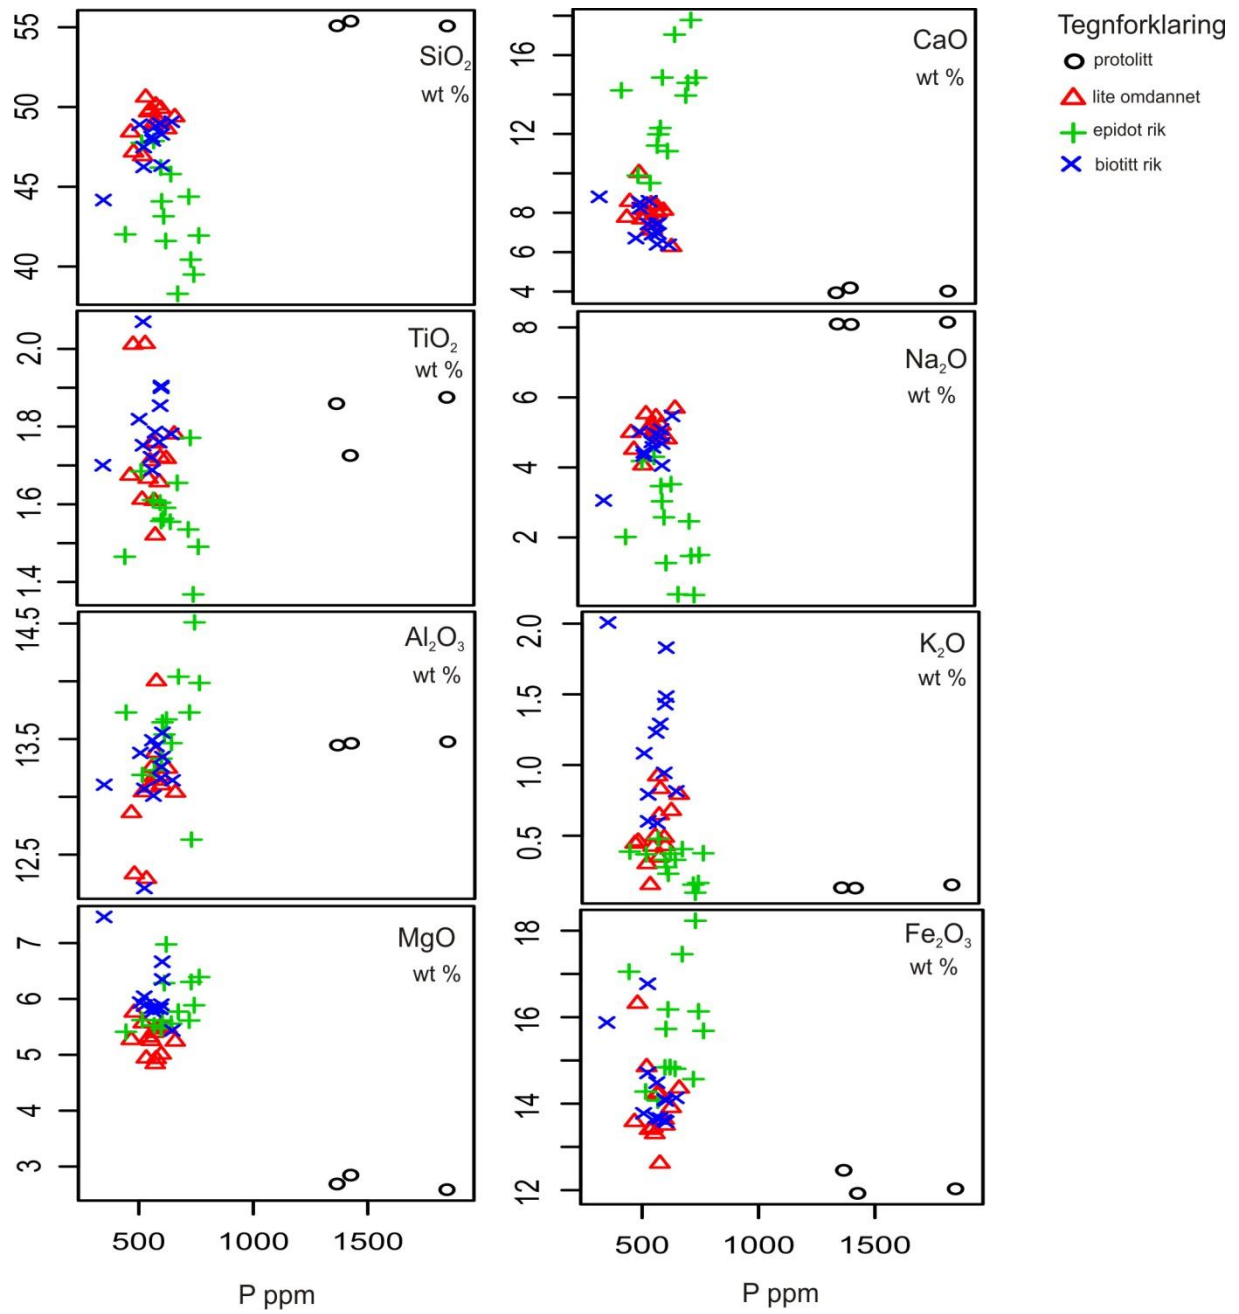 Tegnforklaring
protolitt
lite omdannet
epidot rik
biotitt rik
SiO₂
wt %
55
50
45
40
CaO
wt %
16
12
8
6
4
TiO₂
wt %
2.0
1.8
1.6
1.4
Na₂O
wt %
8
6
4
2
Al₂O₃
wt %
14.5
13.5
12.5
K₂O
wt %
2.0
1.5
1.0
0.5
MgO
wt %
7
6
5
4
3
Fe₂O₃
wt %
18
16
14
12
500 1000 1500
P ppm
500 1000 1500
P ppm